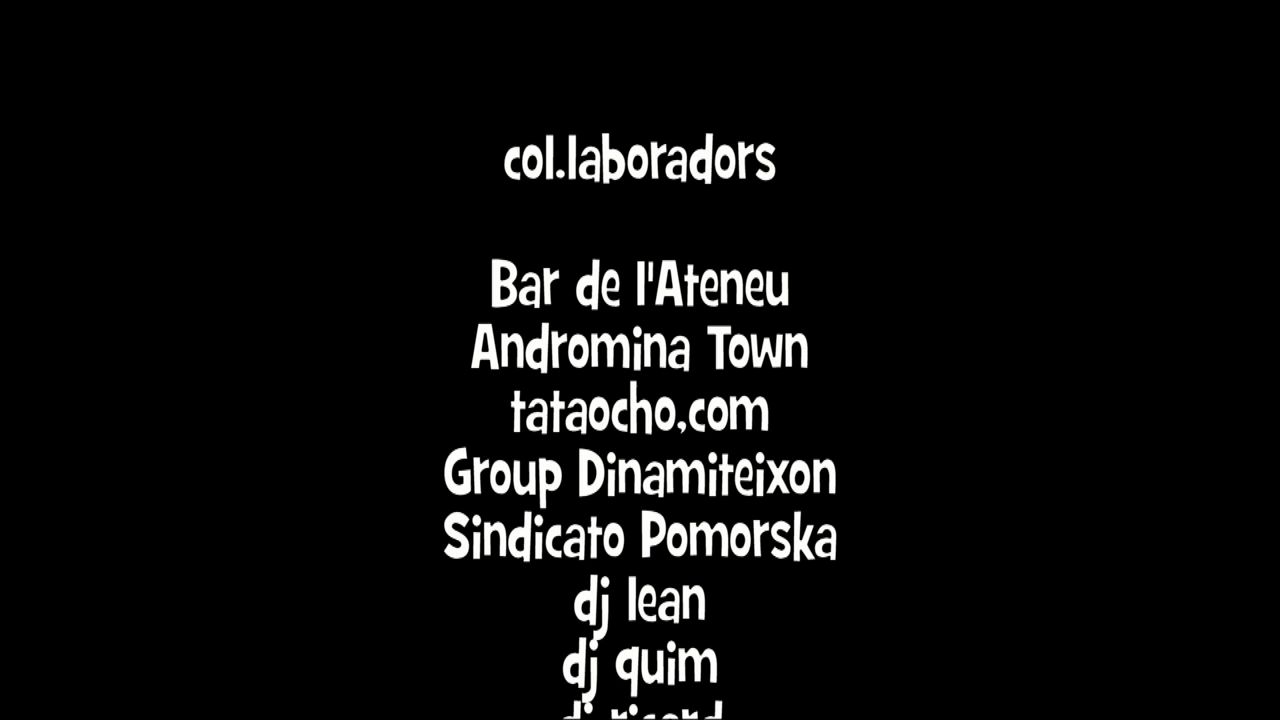 col.laboradors
Bar de l'Ateneu
Andromina Town
tataocho,com
Group Dinamiteixon
Sindicato Pomorska
dj lean
dj quim